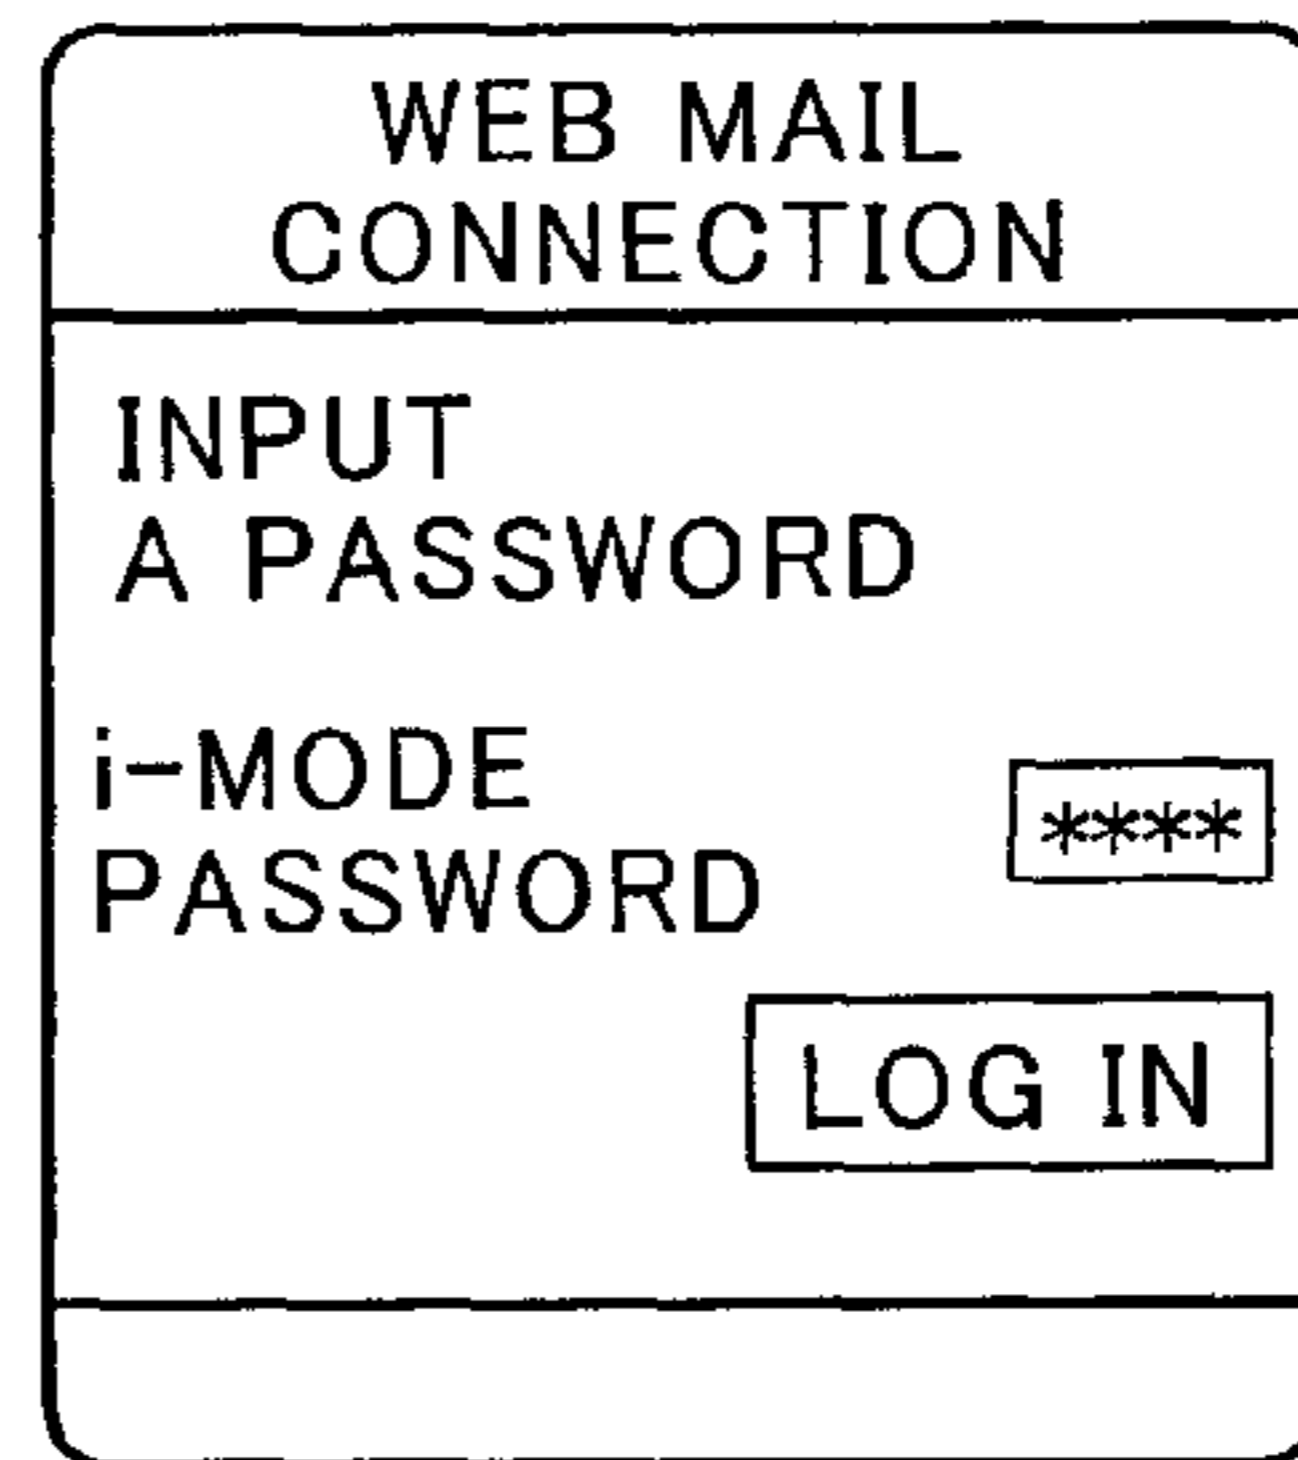 WEB MAIL
CONNECTION
INPUT
A PASSWORD
i-MODE
PASSWORD
****
LOG IN